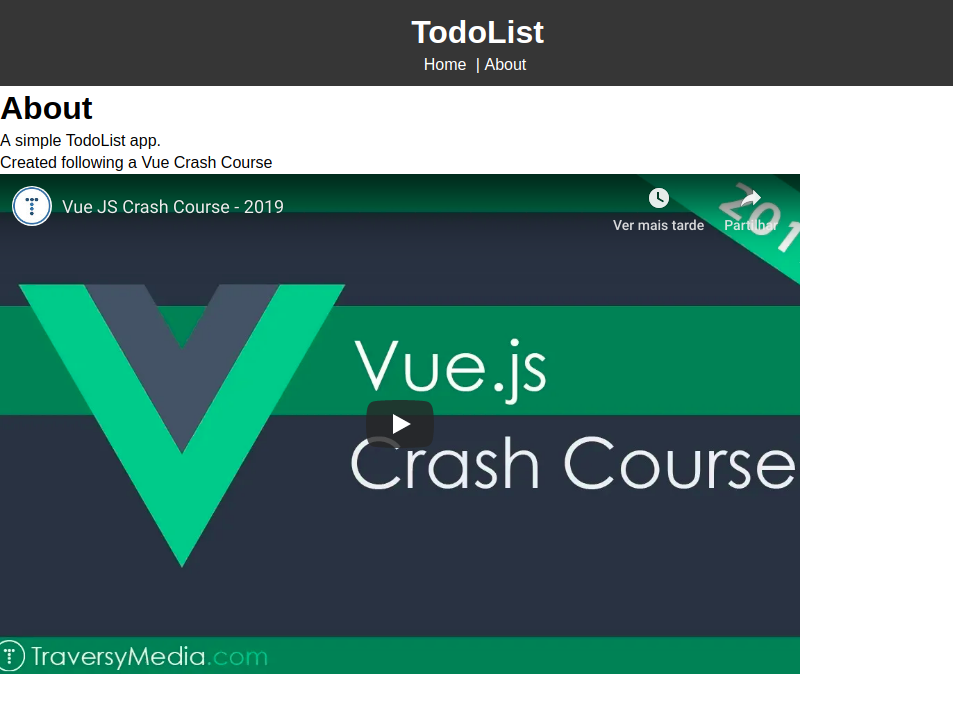 TodoList
Home | About
About
A simple TodoList app.
Created following a Vue Crash Course
Vue JS Crash Course - 2019
Ver mais tarde
Partilhar
201
Vue.js
Crash Course
TraversyMedia.com